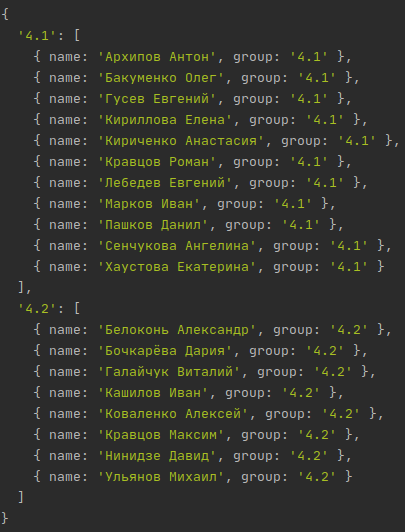 {
  '4.1': [
    { name: 'Архипов Антон', group: '4.1' },
    { name: 'Бакуменко Олег', group: '4.1' },
    { name: 'Гусев Евгений', group: '4.1' },
    { name: 'Кириллова Елена', group: '4.1' },
    { name: 'Кириченко Анастасия', group: '4.1' },
    { name: 'Кравцов Роман', group: '4.1' },
    { name: 'Лебедев Евгений', group: '4.1' },
    { name: 'Марков Иван', group: '4.1' },
    { name: 'Пашков Данил', group: '4.1' },
    { name: 'Сенчукова Ангелина', group: '4.1' },
    { name: 'Хаустова Екатерина', group: '4.1' }
  ],
  '4.2': [
    { name: 'Белоконь Александр', group: '4.2' },
    { name: 'Бочкарёва Дария', group: '4.2' },
    { name: 'Галайчук Виталий', group: '4.2' },
    { name: 'Кашилов Иван', group: '4.2' },
    { name: 'Коваленко Алексей', group: '4.2' },
    { name: 'Кравцов Максим', group: '4.2' },
    { name: 'Нинидзе Давид', group: '4.2' },
    { name: 'Ульянов Михаил', group: '4.2' }
  ]
}